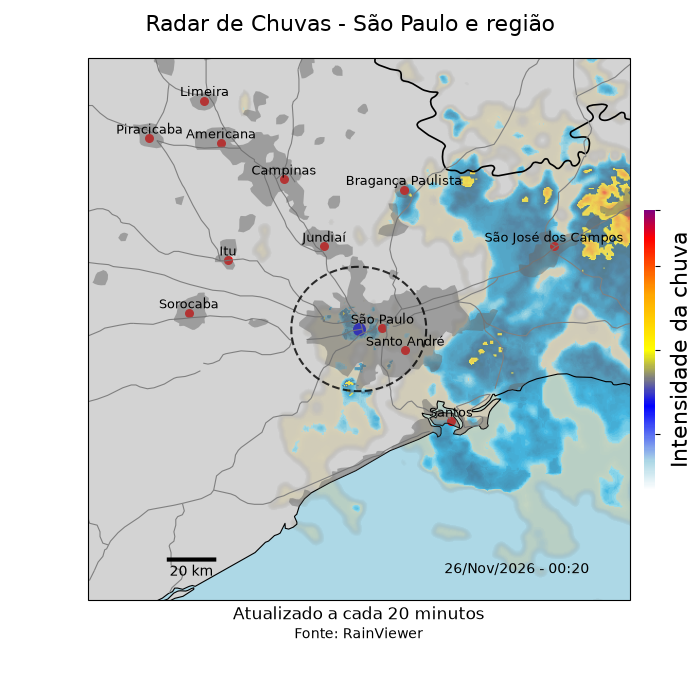 Radar de Chuvas - São Paulo e região
Limeira
Piracicaba
Americana
Campinas
Bragança Paulista
Jundiaí
São José dos Campos
Itu
Sorocaba
São Paulo
Santo André
Santos
Intensidade da chuva
20 km
26/Nov/2026 - 00:20
Atualizado a cada 20 minutos
Fonte: RainViewer